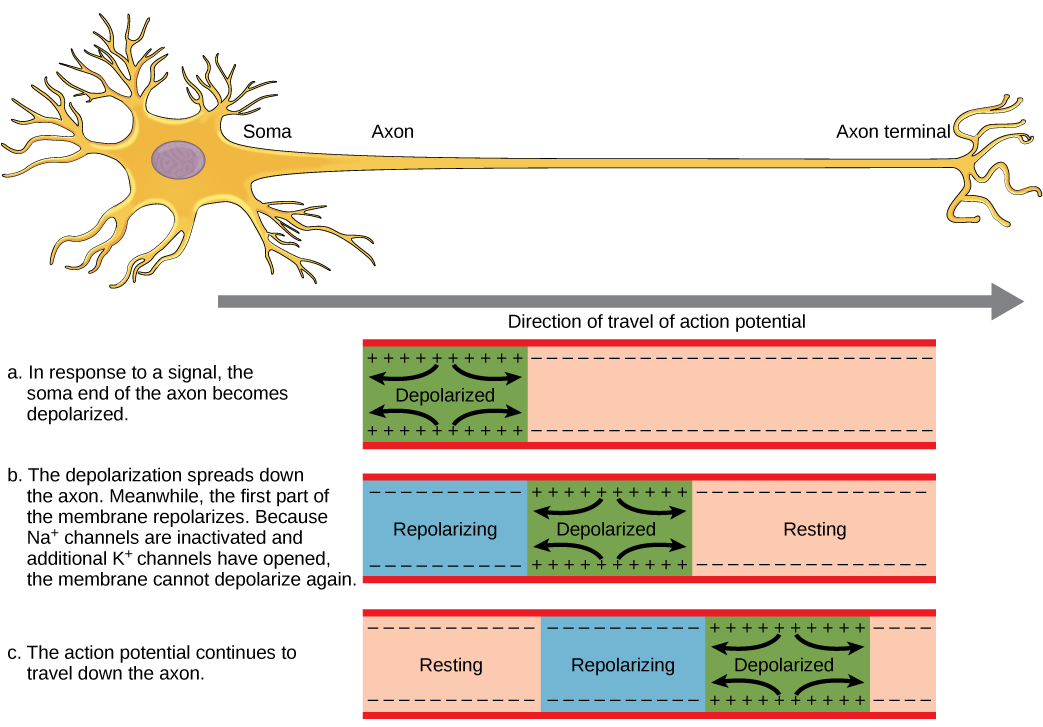 Soma
Axon
Axon terminal
Direction of travel of action potential
a. In response to a signal, the
soma end of the axon becomes
depolarized.
+ + + + + + + + + +
– – – – – – – – – – – – – – – – – – – – – – – – –
Depolarized
+ + + + + + + + + +
– – – – – – – – – – – – – – – – – – – – – – – – –
b. The depolarization spreads down
the axon. Meanwhile, the first part of
the membrane repolarizes. Because
Na⁺ channels are inactivated and
additional K⁺ channels have opened,
the membrane cannot depolarize again.
– – – – – – – – – –
+ + + + + + + + + +
– – – – – – – – – – – – – –
Repolarizing
Depolarized
Resting
– – – – – – – – – –
+ + + + + + + + + +
– – – – – – – – – – – – – –
c. The action potential continues to
travel down the axon.
– – – – – – – – – –
– – – – – – – – – –
+ + + + + + + + + +
– – – –
Resting
Repolarizing
Depolarized
– – – – – – – – – –
– – – – – – – – – –
+ + + + + + + + + +
– – – –